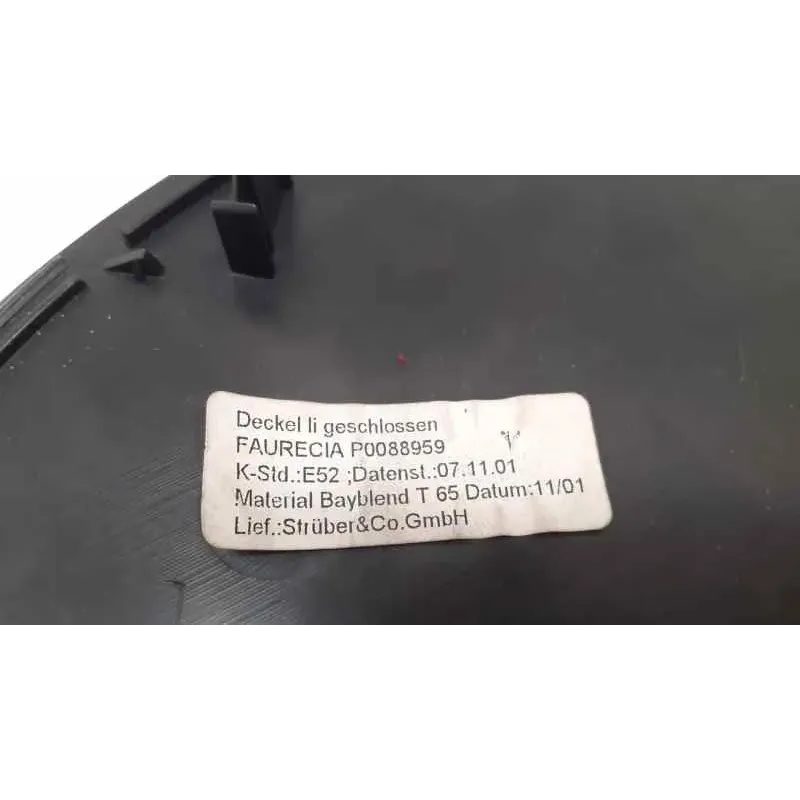 Deckel li geschlossen
FAURECIA P0088959
K-Std.:E52 ;Datenst.:07.11.01
Material Bayblend T 65 Datum:11/01
Lief.:Strüber&Co.GmbH